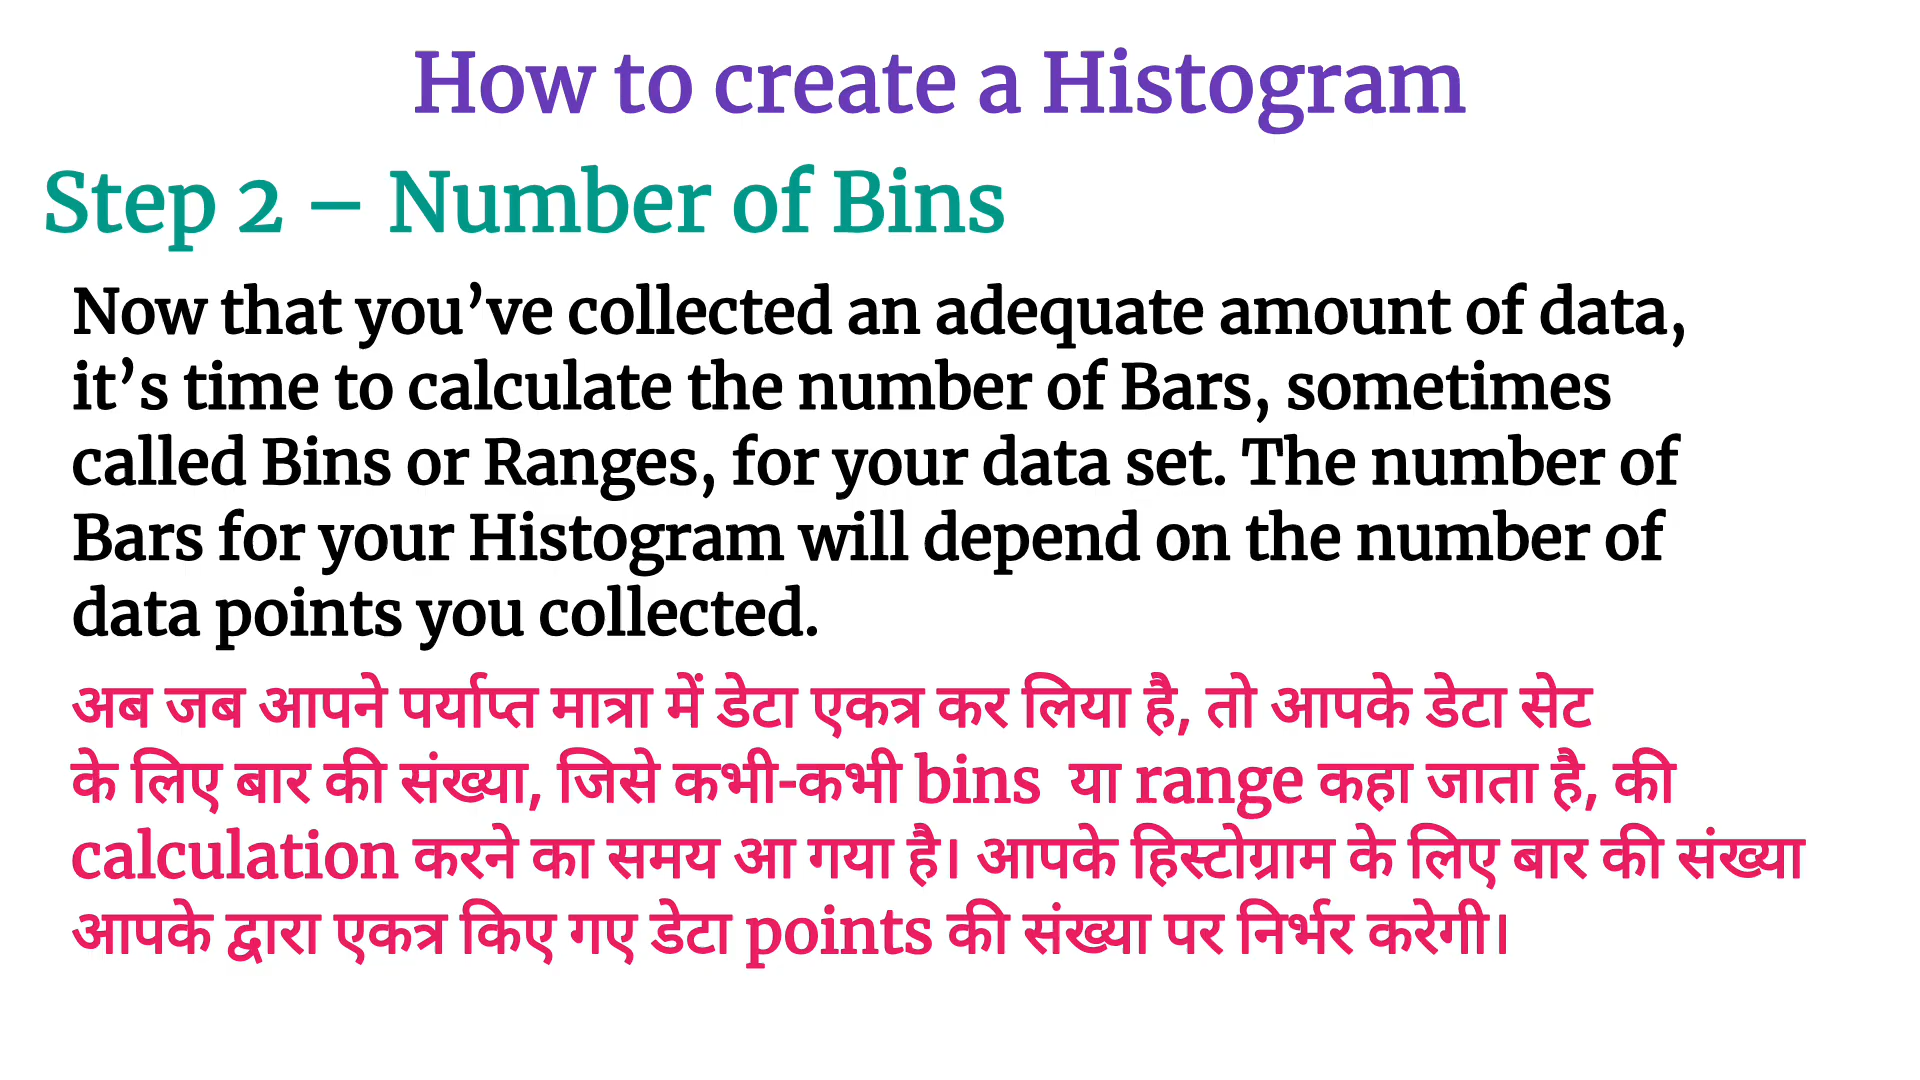 How to create a Histogram
Step 2 – Number of Bins
Now that you’ve collected an adequate amount of data,
it’s time to calculate the number of Bars, sometimes
called Bins or Ranges, for your data set. The number of
Bars for your Histogram will depend on the number of
data points you collected.
अब जब आपने पर्याप्त मात्रा में डेटा एकत्र कर लिया है, तो आपके डेटा सेट
के लिए बार की संख्या, जिसे कभी-कभी bins या range कहा जाता है, की
calculation करने का समय आ गया है। आपके हिस्टोग्राम के लिए बार की संख्या
आपके द्वारा एकत्र किए गए डेटा points की संख्या पर निर्भर करेगी।